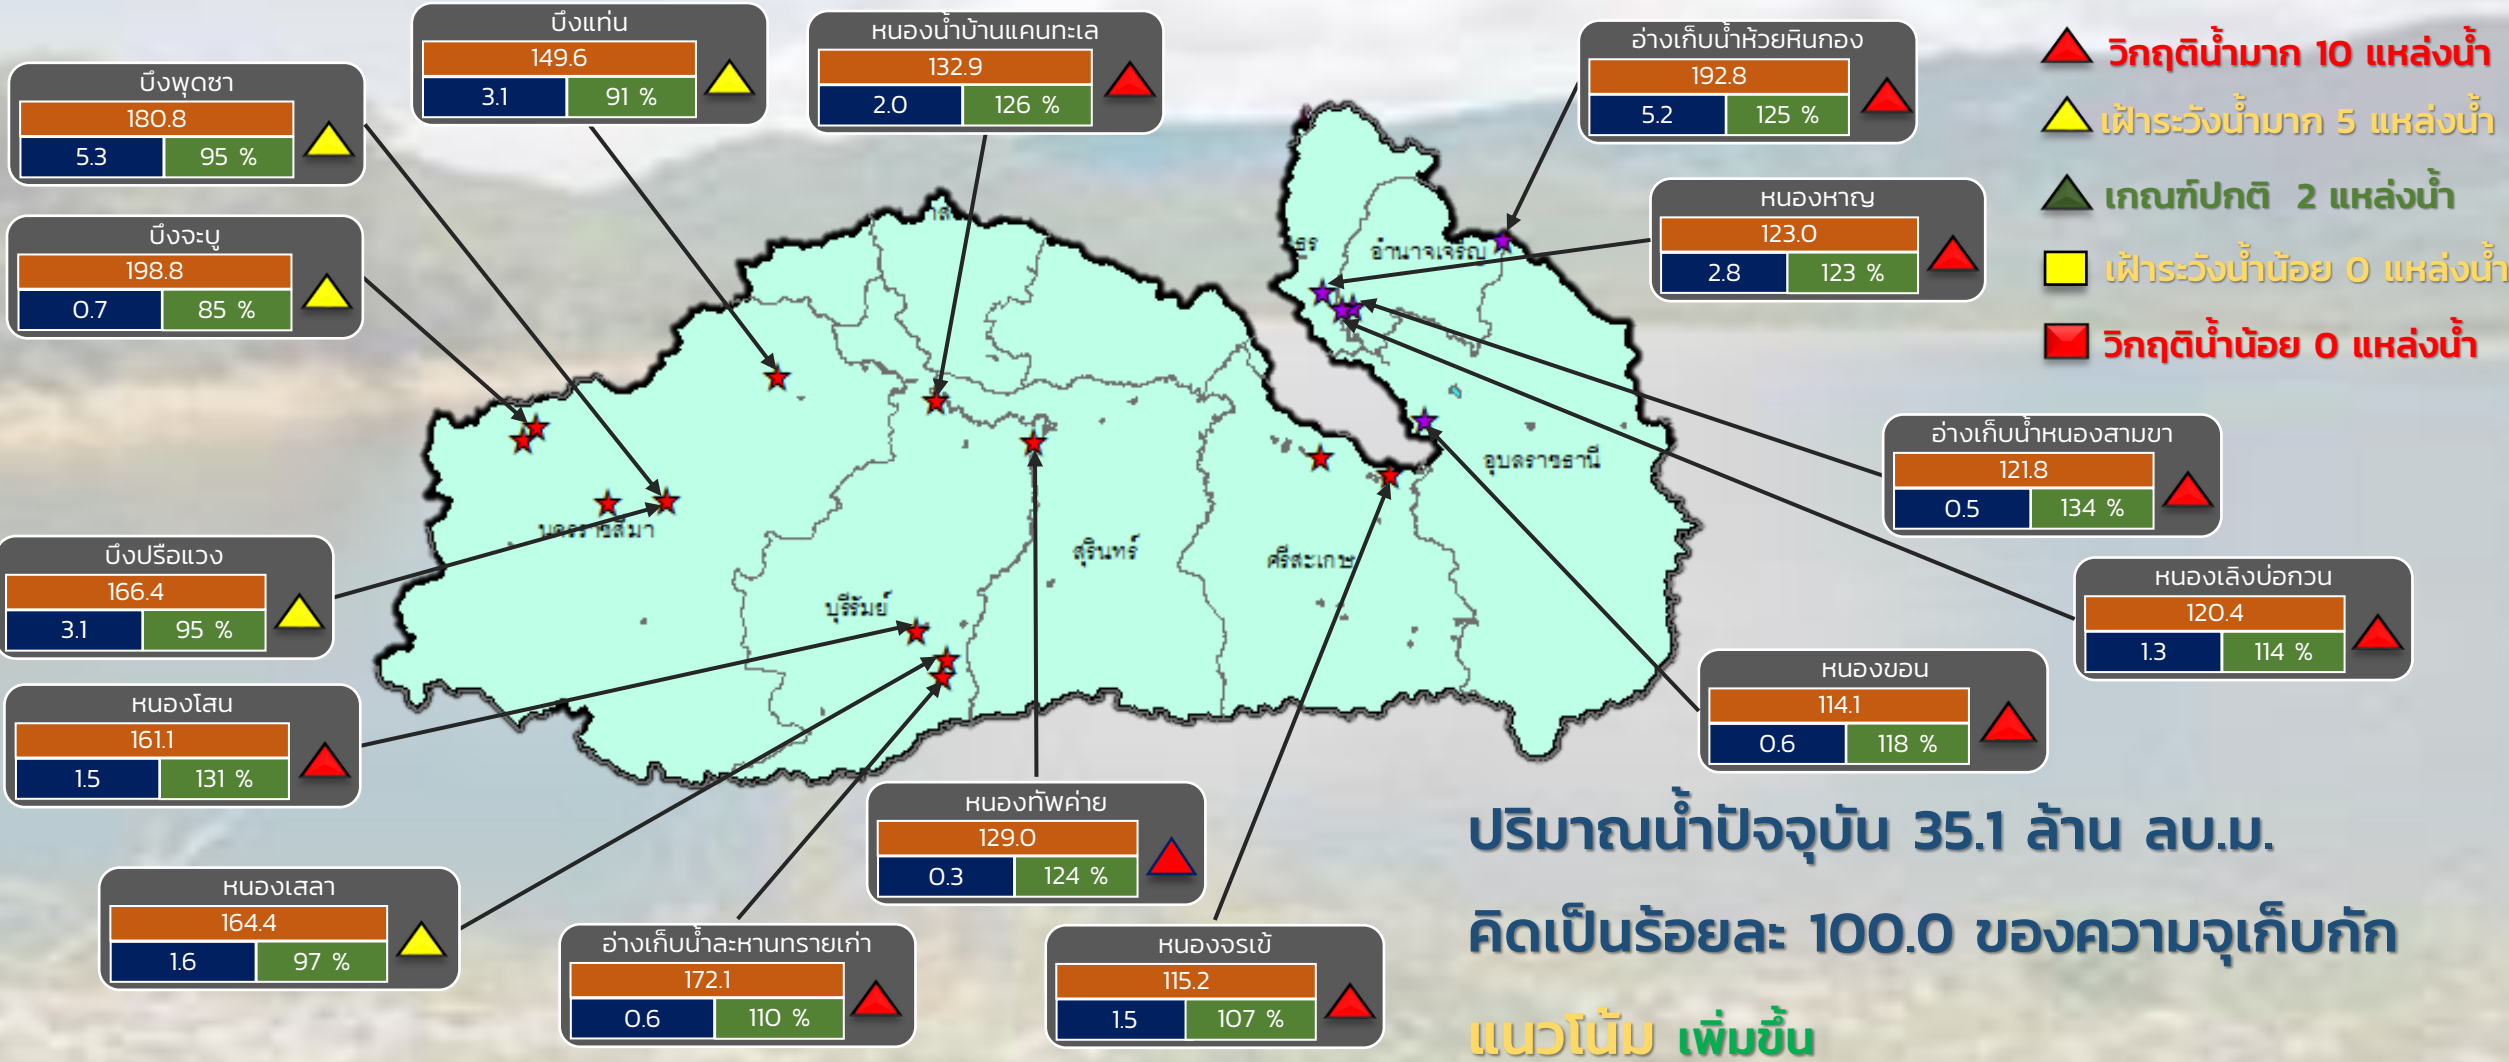 บึงแท่น
149.6
3.1 91 %
หนองน้ำบ้านแคนทะเล
132.9
2.0 126 %
อ่างเก็บน้ำห้วยหินกอง
192.8
5.2 125 %
วิกฤติน้ำมาก 10 แหล่งน้ำ
เฝ้าระวังน้ำมาก 5 แหล่งน้ำ
เกณฑ์ปกติ 2 แหล่งน้ำ
เฝ้าระวังน้ำน้อย 0 แหล่งน้ำ
วิกฤติน้ำน้อย 0 แหล่งน้ำ
บึงพุดซา
180.8
5.3 95 %
บึงจะบู
198.8
0.7 85 %
หนองหาญ
123.0
2.8 123 %
อำนาจเจริญ
อ่างเก็บน้ำหนองสามขา
121.8
0.5 134 %
อุบลราชธานี
นครราชสีมา
สุรินทร์
ศรีสะเกษ
บุรีรัมย์
บึงปรือแวง
166.4
3.1 95 %
หนองเลิงบ่อกวน
120.4
1.3 114 %
หนองขอน
114.1
0.6 118 %
หนองโสน
161.1
1.5 131 %
หนองทัพค่าย
129.0
0.3 124 %
หนองเสลา
164.4
1.6 97 %
อ่างเก็บน้ำละหานทรายเก่า
172.1
0.6 110 %
หนองจรเข้
115.2
1.5 107 %
ปริมาณน้ำปัจจุบัน 35.1 ล้าน ลบ.ม.
คิดเป็นร้อยละ 100.0 ของความจุเก็บกัก
แนวโน้ม เพิ่มขึ้น